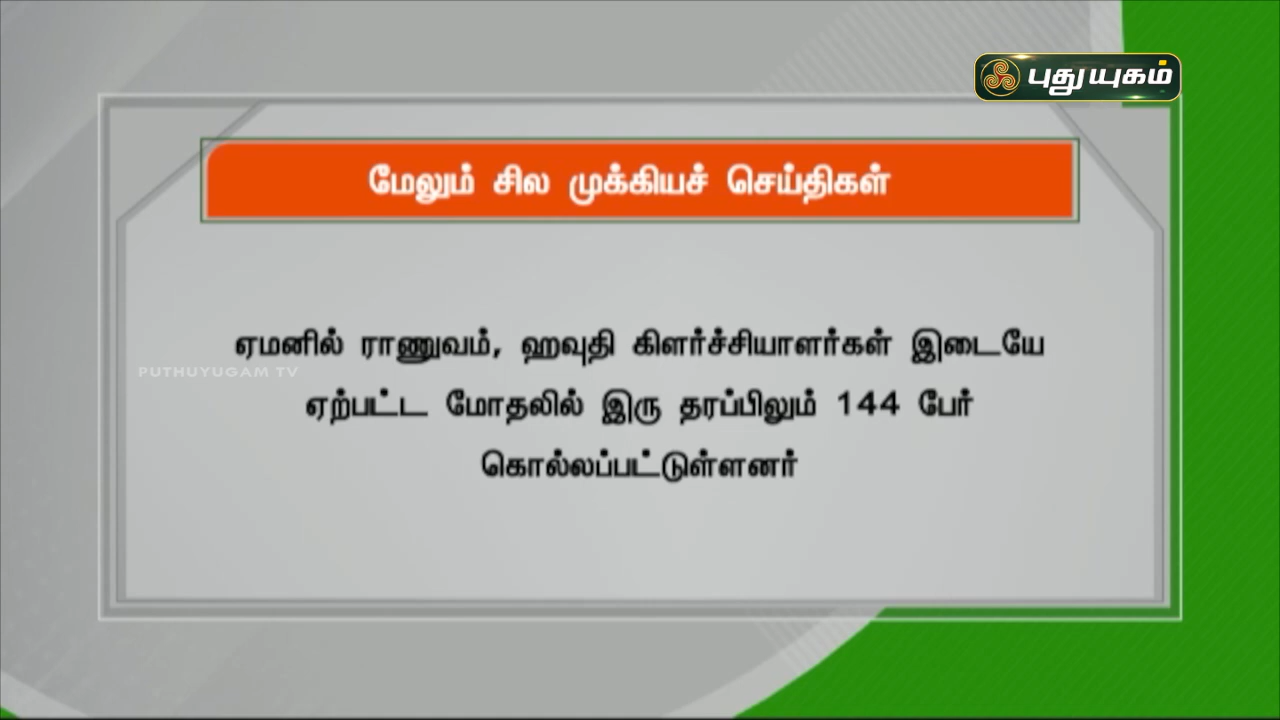 புதுயுகம்
மேலும் சில முக்கியச் செய்திகள்
ஏமனில் ராணுவம், ஹவுதி கிளர்ச்சியாளர்கள் இடையே
PUTHUYUGAM TV
ஏற்பட்ட மோதலில் இரு தரப்பிலும் 144 பேர்
கொல்லப்பட்டுள்ளனர்